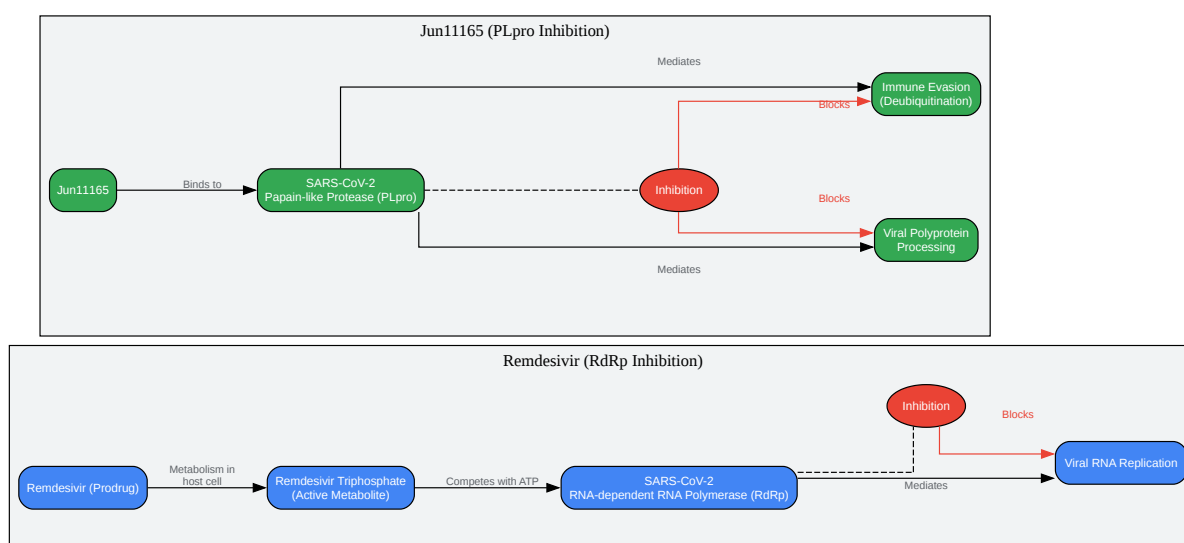 Jun11165 (PLpro Inhibition)
Mediates
Immune Evasion
(Deubiquitination)
Blocks
Jun11165
Binds to
SARS-CoV-2
Papain-like Protease (PLpro)
Inhibition
Blocks
Viral Polyprotein
Processing
Mediates
Remdesivir (RdRp Inhibition)
Inhibition
Blocks
Remdesivir (Prodrug)
Metabolism in
host cell
Remdesivir Triphosphate
(Active Metabolite)
Competes with ATP
SARS-CoV-2
RNA-dependent RNA Polymerase (RdRp)
Mediates
Viral RNA Replication